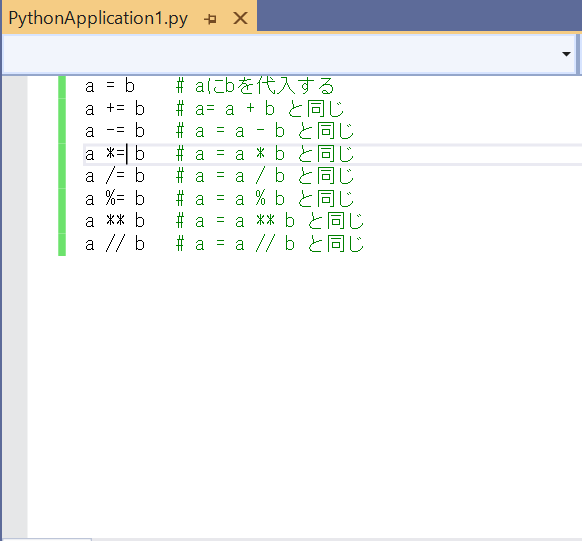 PythonApplication1.py
a = b    # aにbを代入する
a += b   # a= a + b と同じ
a -= b   # a = a - b と同じ
a *= b   # a = a * b と同じ
a /= b   # a = a / b と同じ
a %= b   # a = a % b と同じ
a ** b   # a = a ** b と同じ
a // b   # a = a // b と同じ